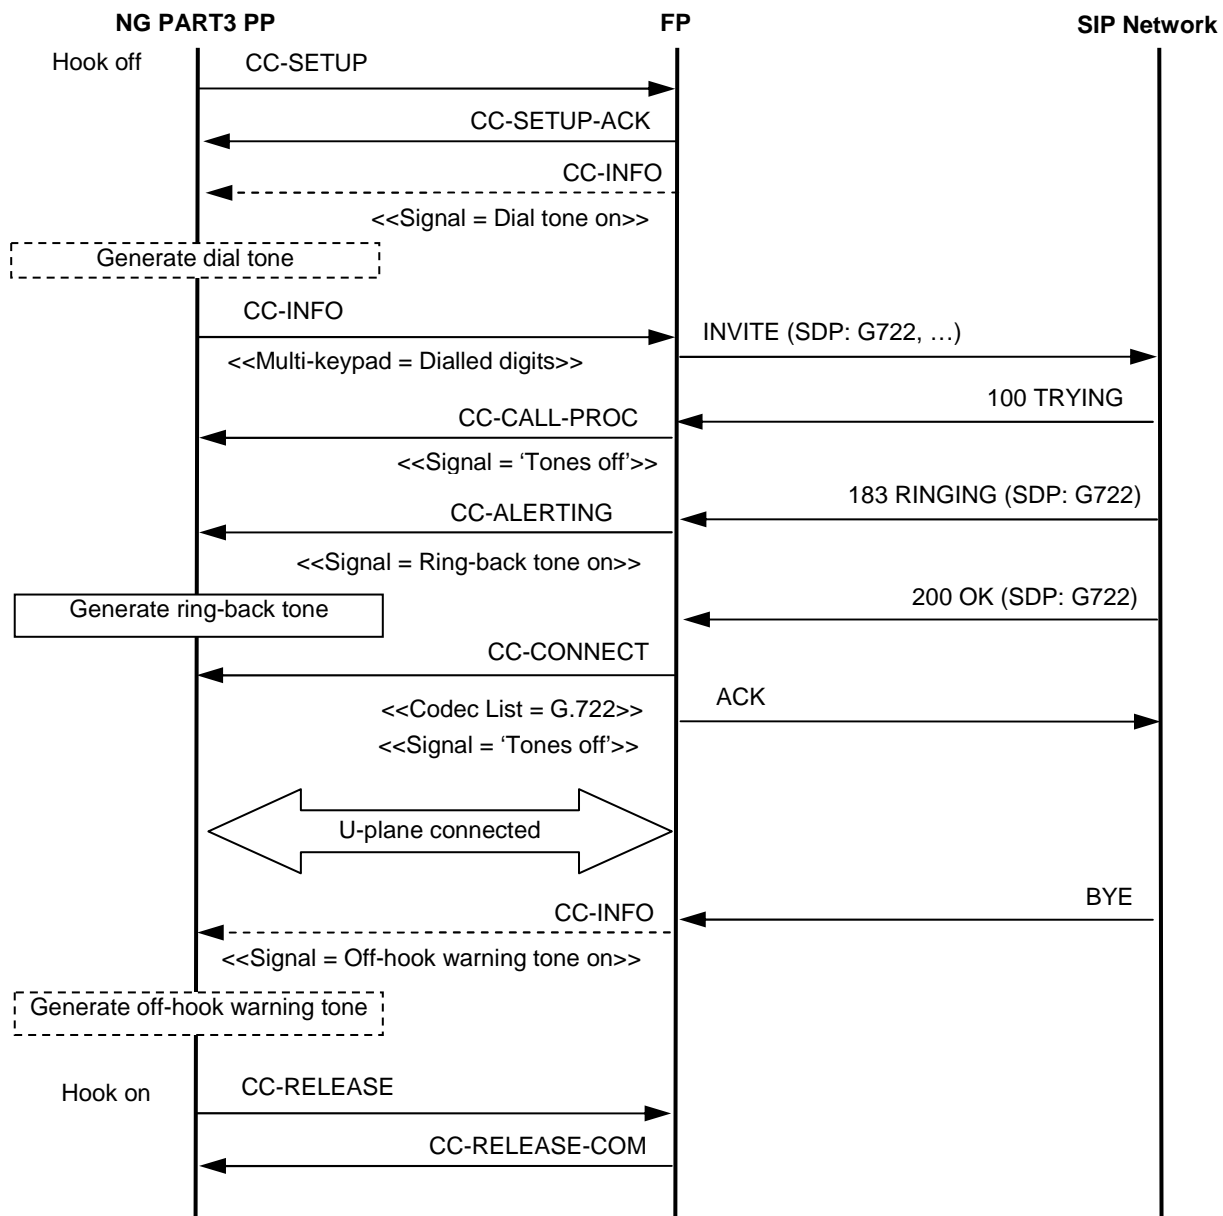 NG PART3 PP
FP
SIP Network
Hook off
CC-SETUP
CC-SETUP-ACK
CC-INFO
<<Signal = Dial tone on>>
Generate dial tone
CC-INFO
INVITE (SDP: G722, …)
<<Multi-keypad = Dialled digits>>
100 TRYING
CC-CALL-PROC
<<Signal = ‘Tones off’>>
183 RINGING (SDP: G722)
CC-ALERTING
<<Signal = Ring-back tone on>>
Generate ring-back tone
200 OK (SDP: G722)
CC-CONNECT
ACK
<<Codec List = G.722>>
<<Signal = ‘Tones off’>>
U-plane connected
BYE
CC-INFO
<<Signal = Off-hook warning tone on>>
Generate off-hook warning tone
Hook on
CC-RELEASE
CC-RELEASE-COM